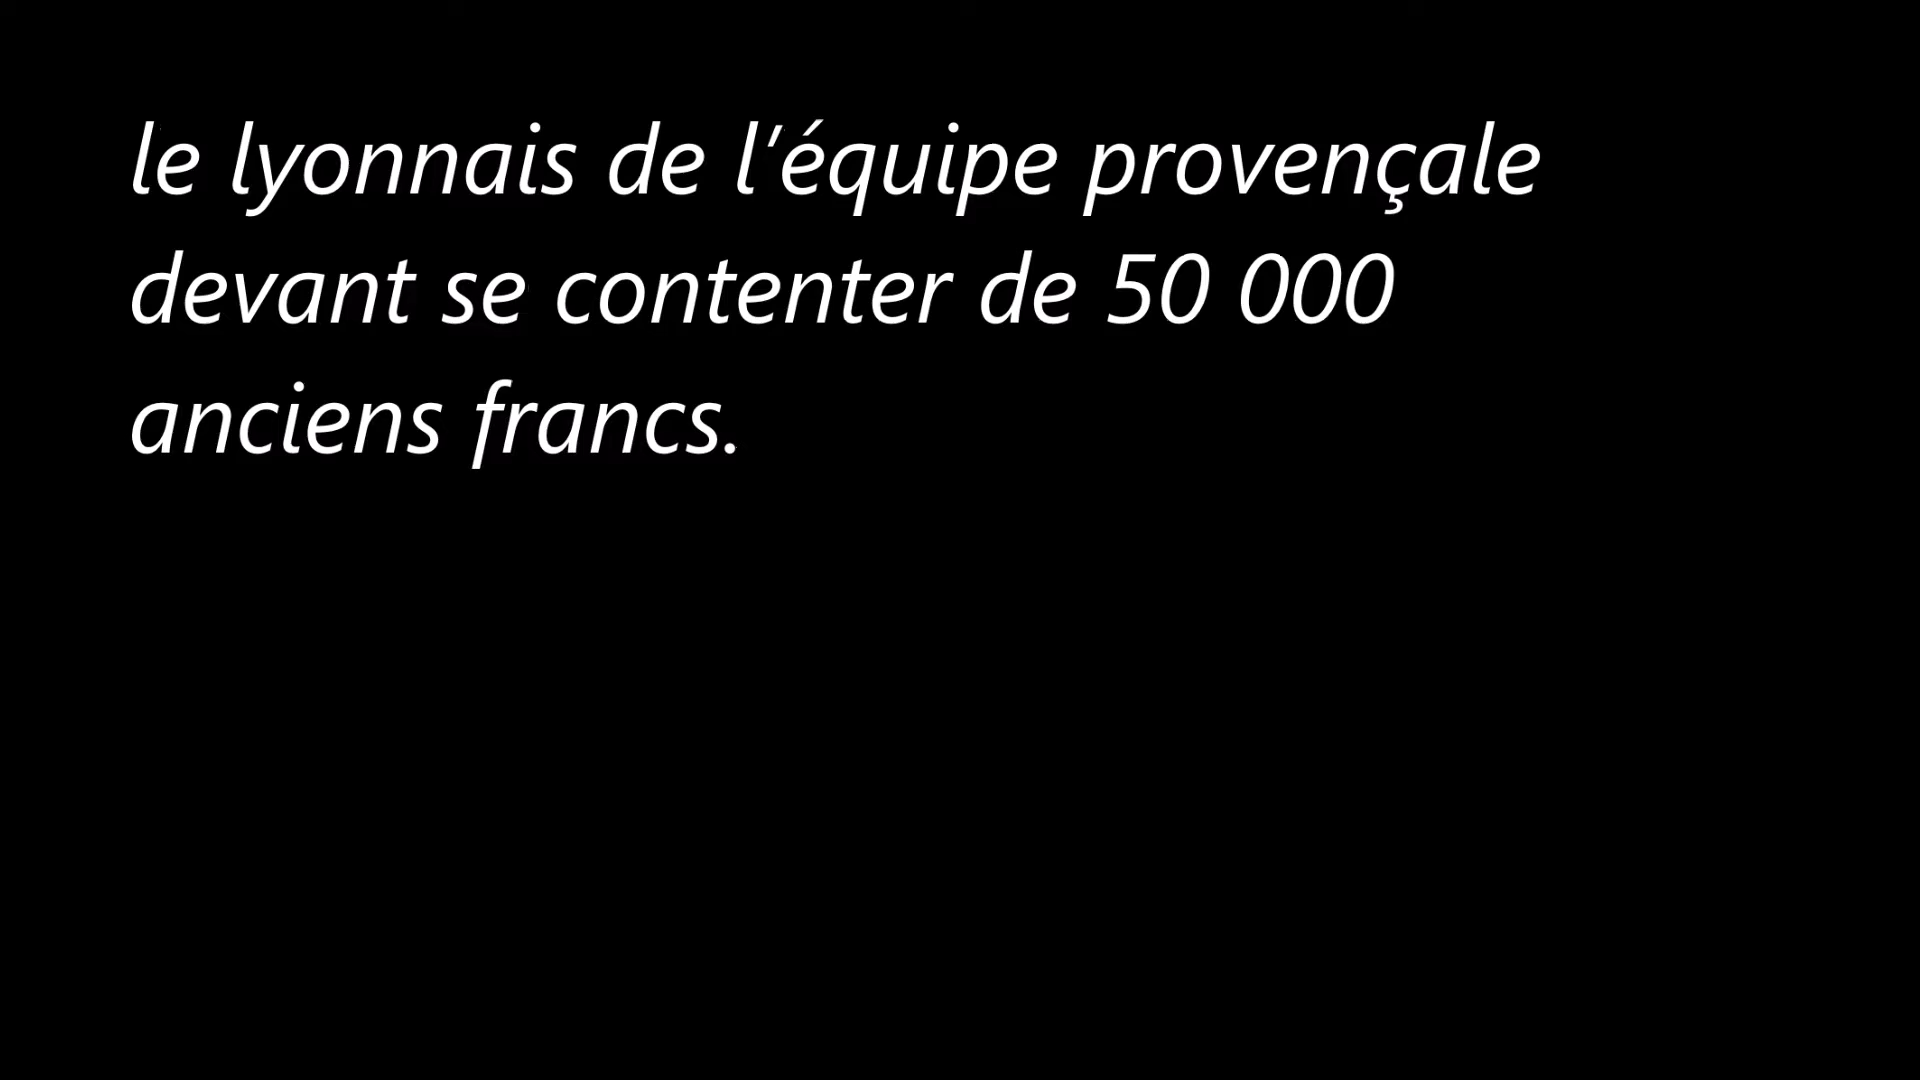 le lyonnais de l'équipe provençale
devant se contenter de 50 000
anciens francs.